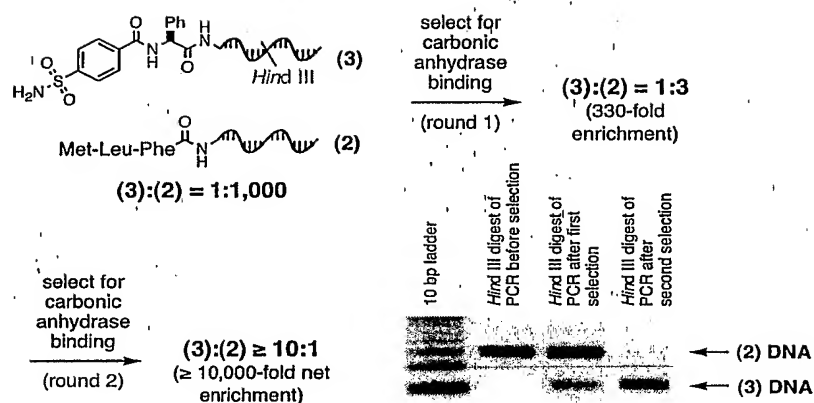 O
Ph
H
N
N
H
O
(3)
Hind III
O
S
O
H₂N
O
Met-Leu-Phe
N
H
(2)
(3):(2) = 1:1,000
select for
carbonic
anhydrase
binding
(round 1)
(3):(2) = 1:3
(330-fold
enrichment)
select for
carbonic
anhydrase
binding
(round 2)
(3):(2) ≥ 10:1
(≥ 10,000-fold net
enrichment)
10 bp ladder
Hind III digest of
PCR before selection
Hind III digest of
PCR after first
selection
Hind III digest of
PCR after
second selection
(2) DNA
(3) DNA